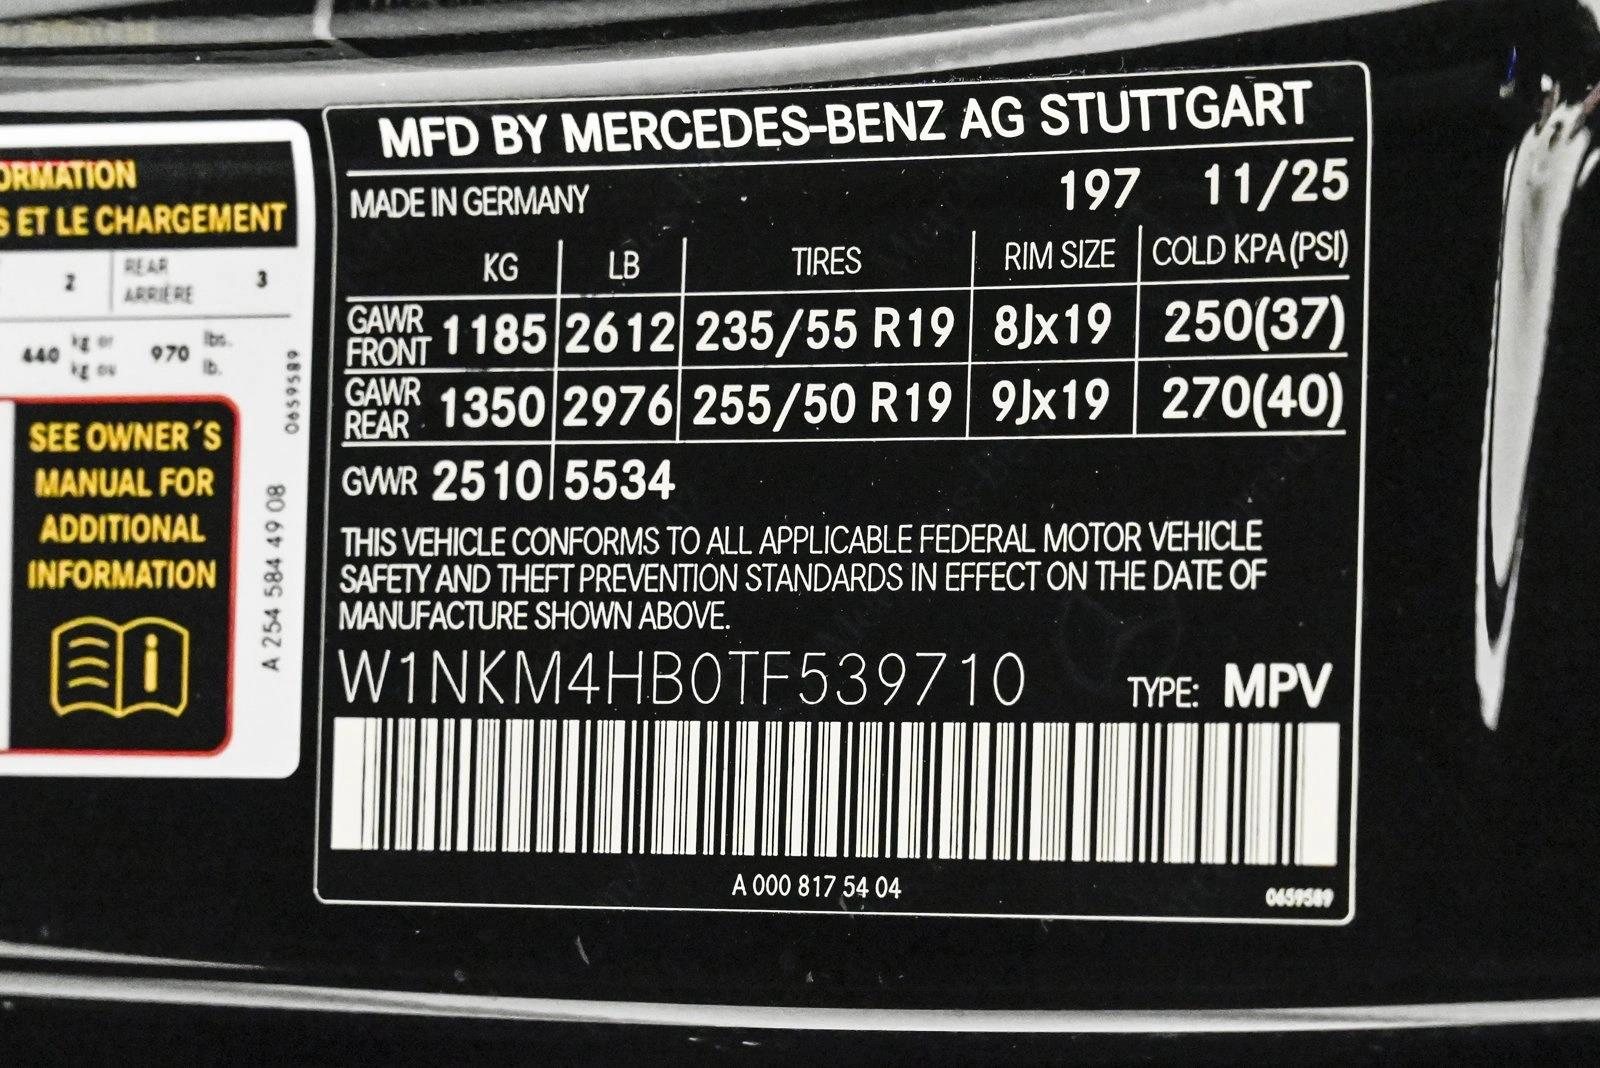 ORMATION
S ET LE CHARGEMENT
2 REAR ARRIÈRE 3
440 kg or kg ou 970 lbs. lb.
0659589
SEE OWNER´S
MANUAL FOR
ADDITIONAL
INFORMATION
A 254 584 49 08
MFD BY MERCEDES-BENZ AG STUTTGART
MADE IN GERMANY 197 11/25
KG LB TIRES RIM SIZE COLD KPA(PSI)
GAWR FRONT 1185 2612 235/55 R19 8Jx19 250(37)
GAWR REAR 1350 2976 255/50 R19 9Jx19 270(40)
GVWR 2510 5534
THIS VEHICLE CONFORMS TO ALL APPLICABLE FEDERAL MOTOR VEHICLE
SAFETY AND THEFT PREVENTION STANDARDS IN EFFECT ON THE DATE OF
MANUFACTURE SHOWN ABOVE.
W1NKM4HB0TF539710 TYPE: MPV
A 000 817 54 04
0659589